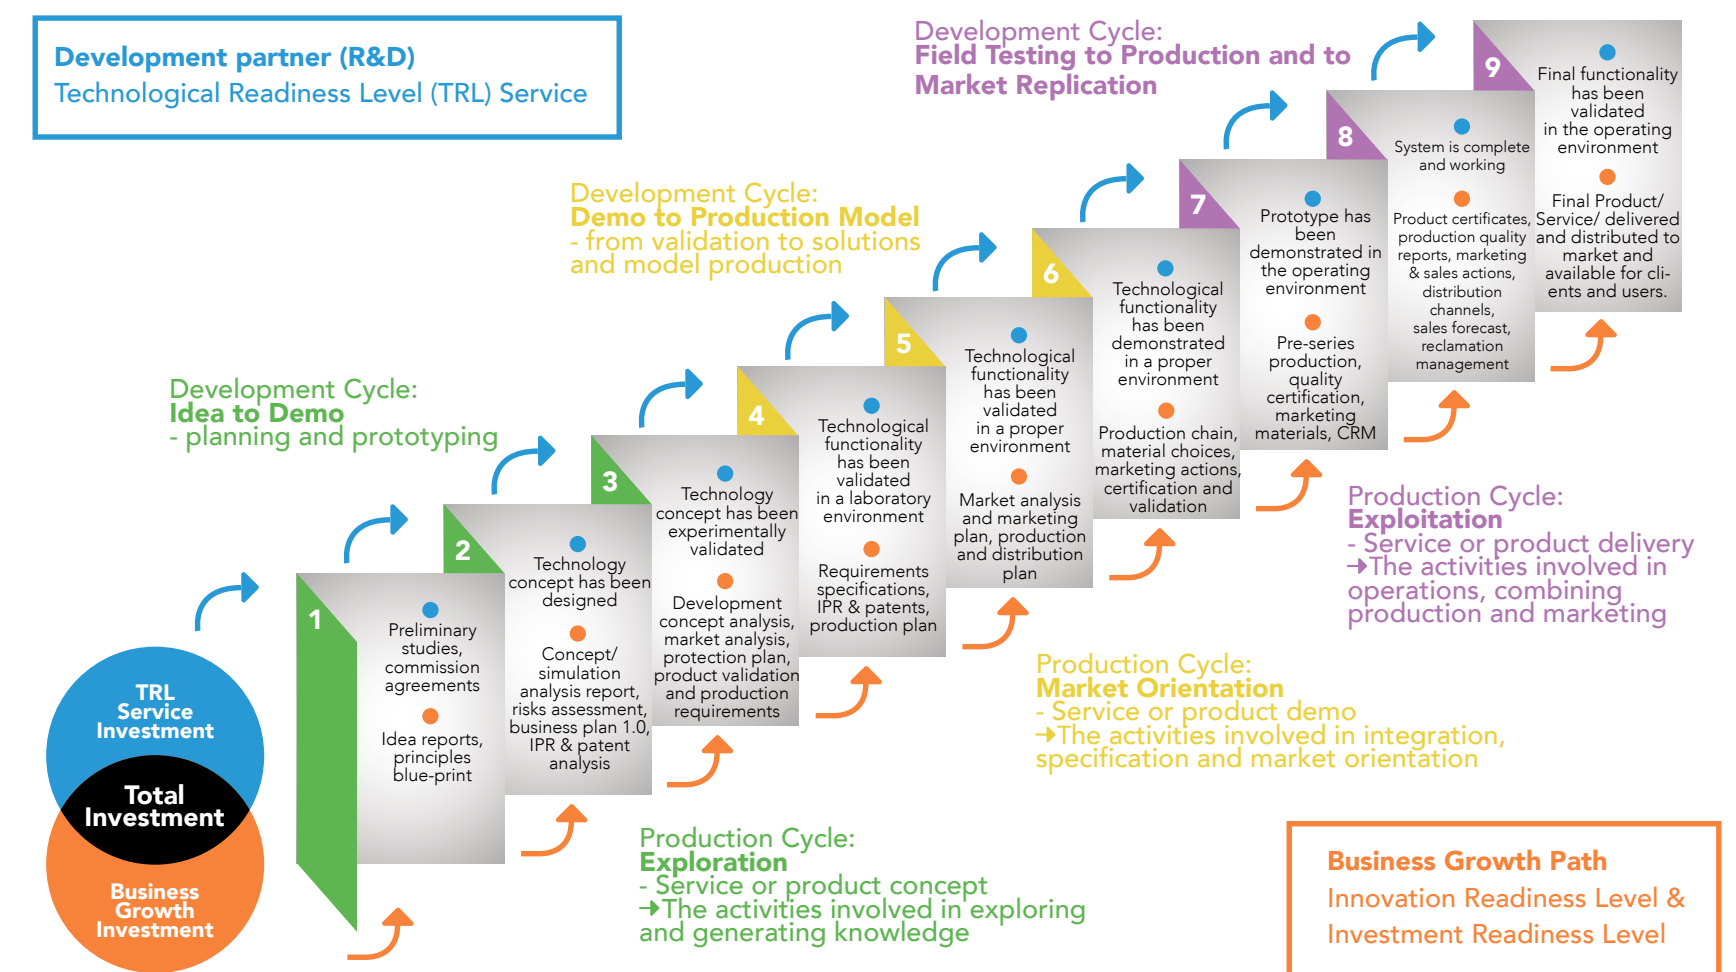 Development partner (R&D)
Technological Readiness Level (TRL) Service
Development Cycle:
Field Testing to Production and to
Market Replication
Development Cycle:
Demo to Production Model
- from validation to solutions
and model production
Development Cycle:
Idea to Demo
- planning and prototyping
TRL
Service
Investment
Total
Investment
Business
Growth
Investment
1
Preliminary
studies,
commission
agreements
Idea reports,
principles
blue-print
2
Technology
concept has been
designed
Concept/
simulation
analysis report,
risks assessment,
business plan 1.0,
IPR & patent
analysis
3
Technology
concept has been
experimentally
validated
Development
concept analysis,
market analysis,
protection plan,
product validation
and production
requirements
4
Technological
functionality
has been
validated
in a laboratory
environment
Requirements
specifications,
IPR & patents,
production plan
5
Technological
functionality
has been
validated
in a proper
environment
Market analysis
and marketing
plan, production
and distribution
plan
6
Technological
functionality
has been
demonstrated
in a proper
environment
Production chain,
material choices,
marketing actions,
certification and
validation
7
Prototype has
been
demonstrated in
the operating
environment
Pre-series
production,
quality
certification,
marketing
materials, CRM
8
System is complete
and working
Product certificates,
production quality
reports, marketing
& sales actions,
distribution
channels,
sales forecast,
reclamation
management
9
Final functionality
has been
validated
in the operating
environment
Final Product/
Service/ delivered
and distributed to
market and
available for cli-
ents and users.
Production Cycle:
Exploitation
- Service or product delivery
→The activities involved in
operations, combining
production and marketing
Production Cycle:
Market Orientation
- Service or product demo
→The activities involved in integration,
specification and market orientation
Production Cycle:
Exploration
- Service or product concept
→The activities involved in exploring
and generating knowledge
Business Growth Path
Innovation Readiness Level &
Investment Readiness Level